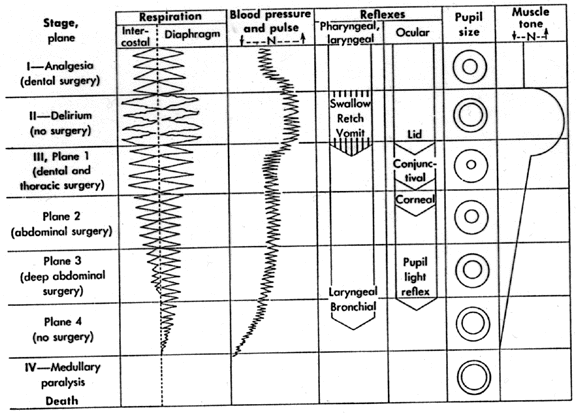 Stage,
plane
Respiration
Inter-
costal
Diaphragm
Blood pressure
and pulse
N
Reflexes
Pharyngeal,
laryngeal
Ocular
Pupil
size
Muscle
tone
N
I—Analgesia
(dental surgery)
II—Delirium
(no surgery)
Swallow
Retch
Vomit
Lid
III, Plane 1
(dental and
thoracic surgery)
Conjunc-
tival
Corneal
Plane 2
(abdominal surgery)
Plane 3
(deep abdominal
surgery)
Pupil
light
reflex
Laryngeal
Bronchial
Plane 4
(no surgery)
IV—Medullary
paralysis
Death